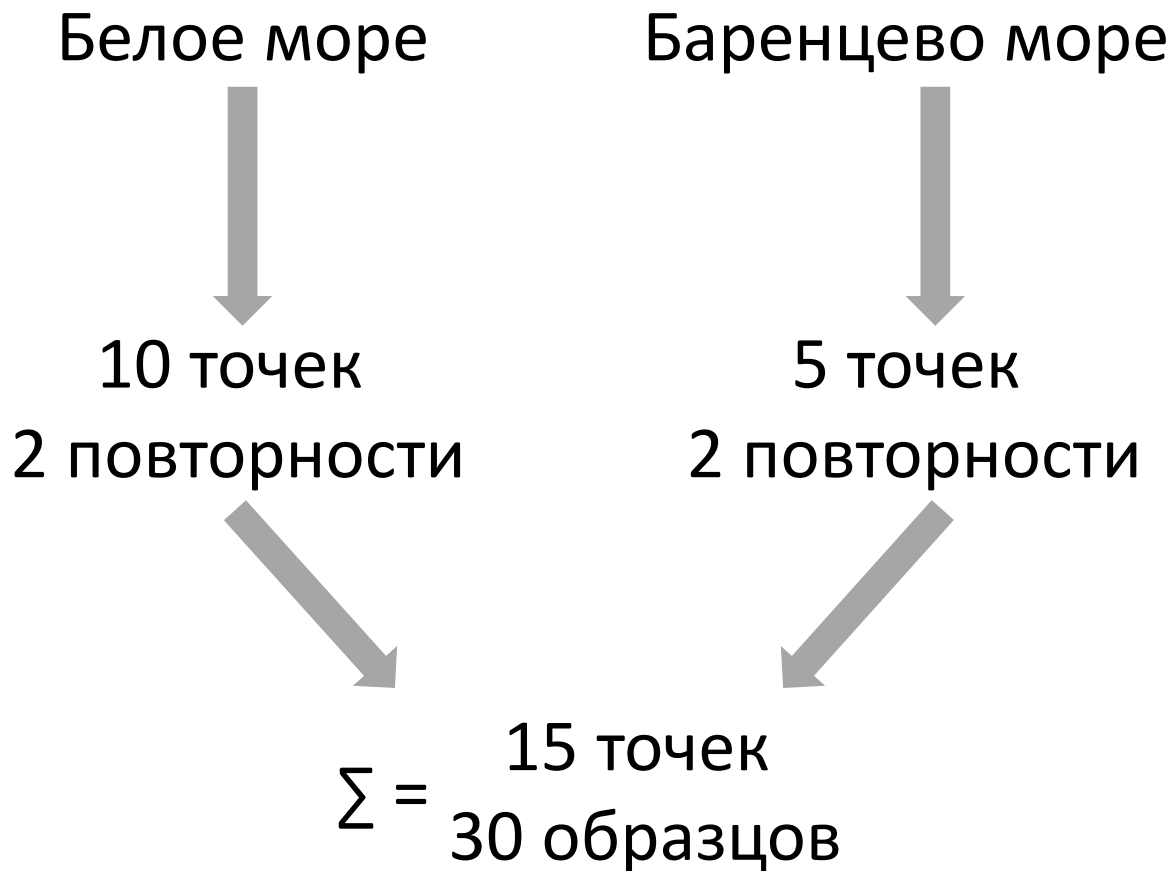 Белое море
Баренцево море
10 точек
2 повторности
5 точек
2 повторности
∑ =
15 точек
30 образцов